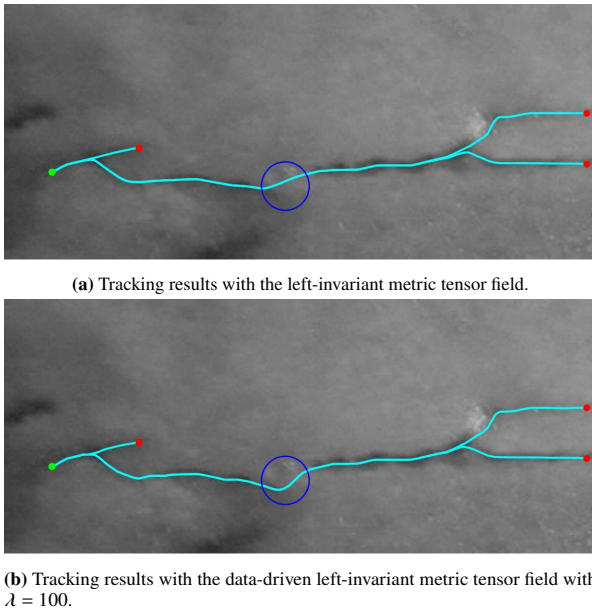 (a) Tracking results with the left-invariant metric tensor field.
(b) Tracking results with the data-driven left-invariant metric tensor field with
λ = 100.